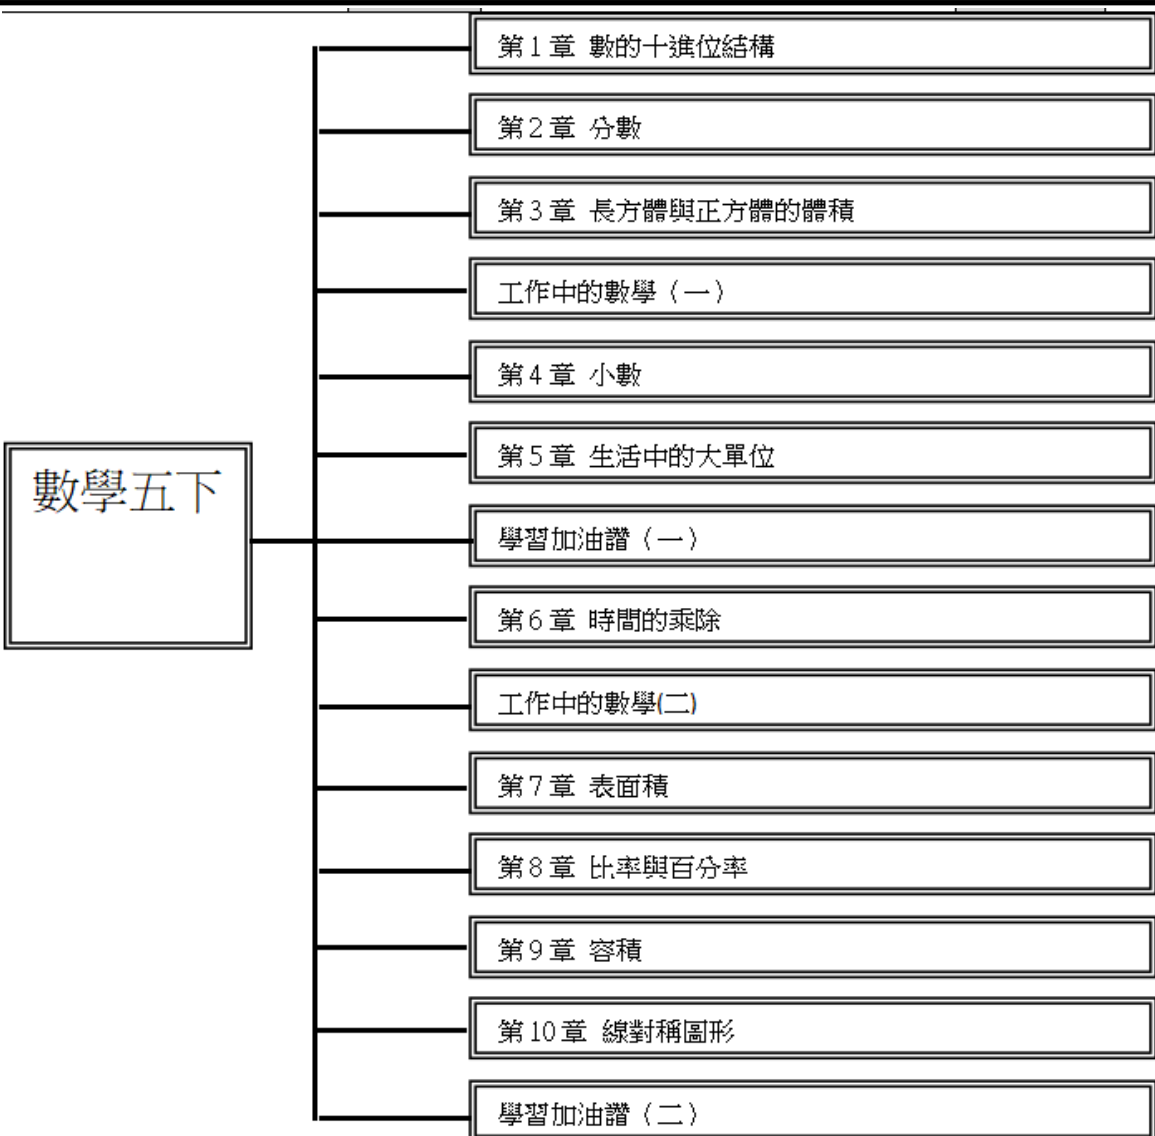 第1章 數的十進位結構
第2章 分數
第3章 長方體與正方體的體積
工作中的數學（一）
第4章 小數
第5章 生活中的大單位
數學五下
學習加油讚（一）
第6章 時間的乘除
工作中的數學(二)
第7章 表面積
第8章 比率與百分率
第9章 容積
第10章 線對稱圖形
學習加油讚（二）